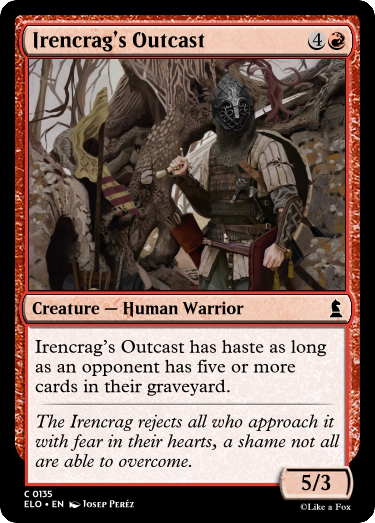 Irencrag's Outcast 4
Creature — Human Warrior
Irencrag's Outcast has haste as long
as an opponent has five or more
cards in their graveyard.
The Irencrag rejects all who approach it
with fear in their hearts, a shame not all
are able to overcome.
5/3
C 0135
ELO • EN Josep Peréz
©Like a Fox